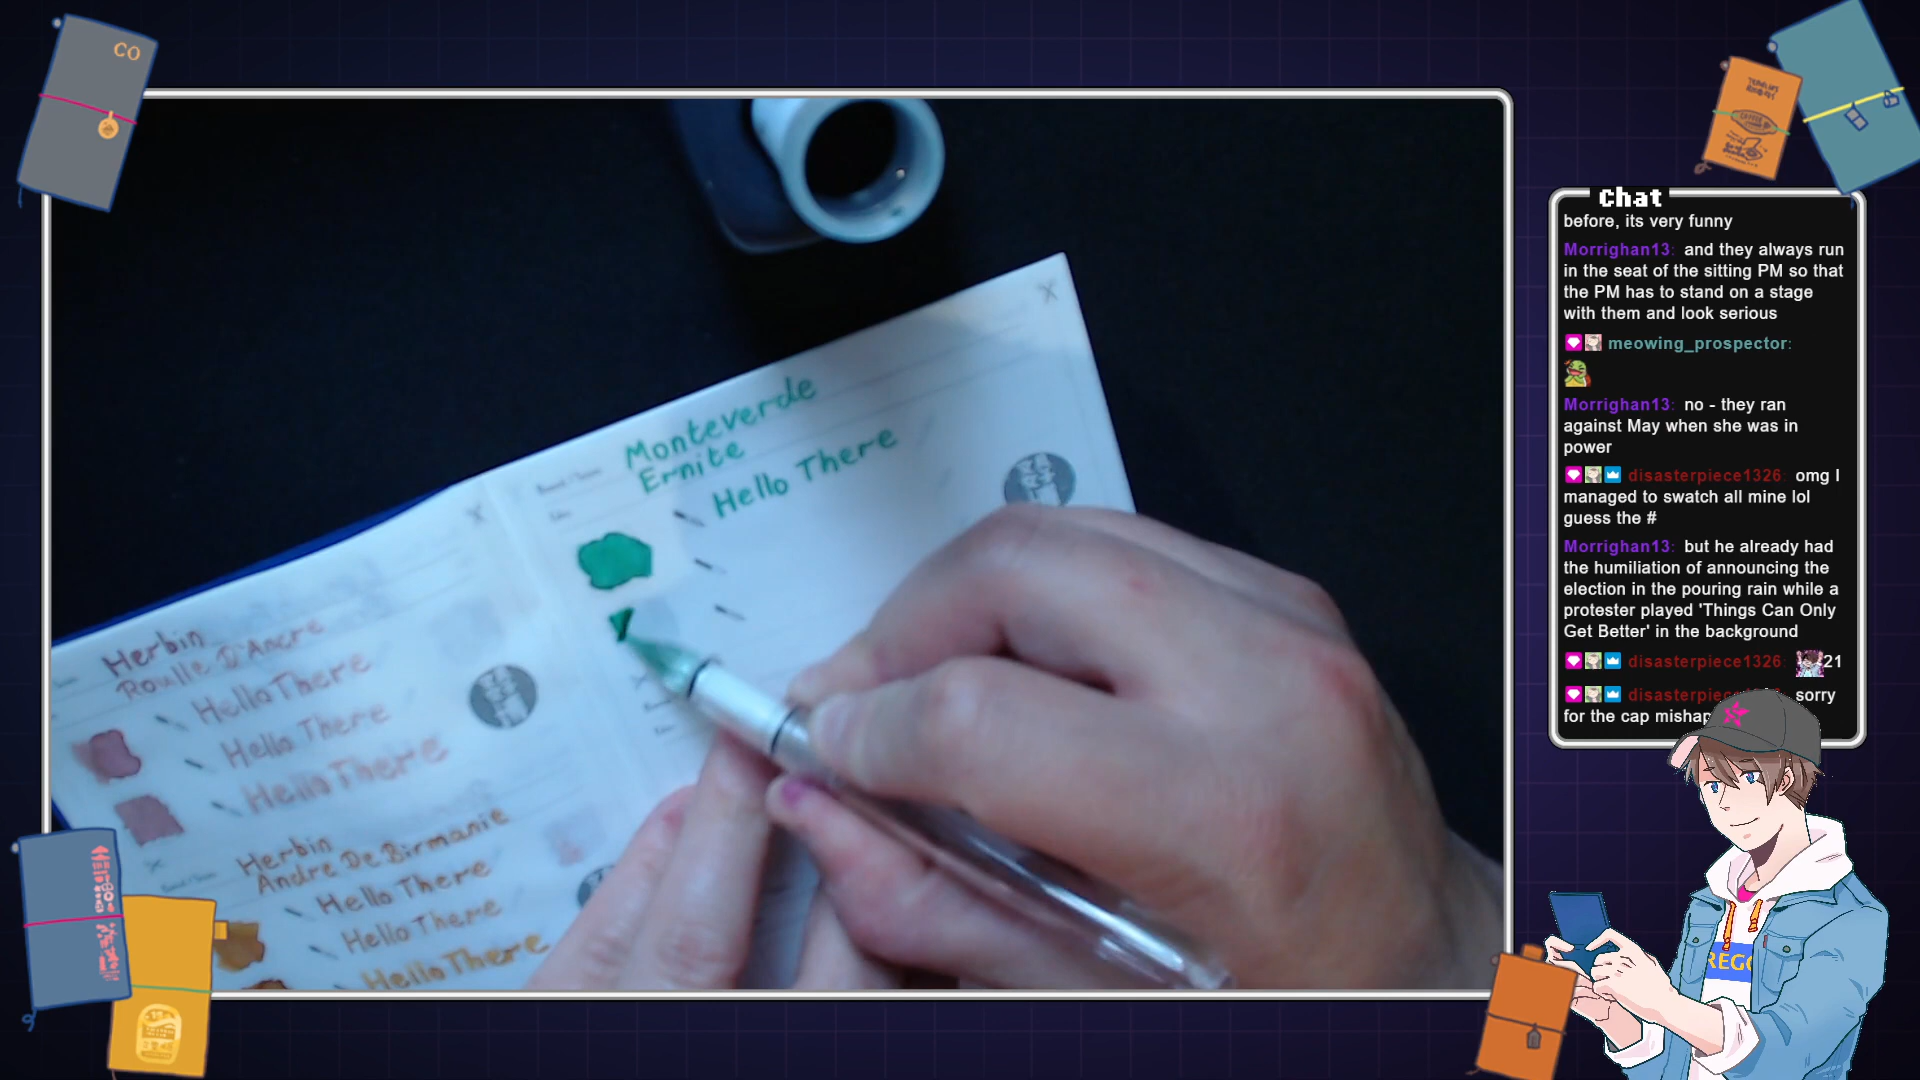 CO
chat
before, its very funny
Morrighan13: and they always run
in the seat of the sitting PM so that
the PM has to stand on a stage
with them and look serious
meowing_prospector:
Morrighan13: no - they ran
against May when she was in
power
disasterpiece1326: omg I
managed to swatch all mine lol
guess the #
Morrighan13: but he already had
the humiliation of announcing the
election in the pouring rain while a
protester played 'Things Can Only
Get Better' in the background
disasterpiece1326: 21
sorry
for the cap mishap
Monteverde
Ernite
Hello There
Herbin
Roulle D'Ancre
Hello There
Hello There
Hello There
Herbin
Andre De Birmanie
Hello There
Hello There
Hello There
REGO